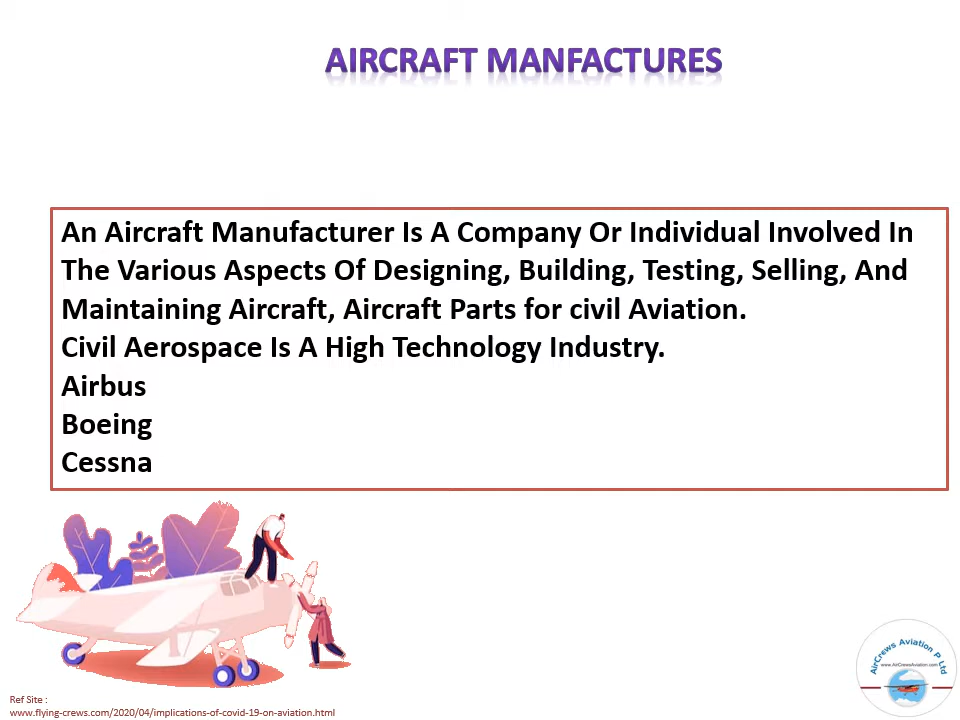 AIRCRAFT MANFACTURES
An Aircraft Manufacturer Is A Company Or Individual Involved In
The Various Aspects Of Designing, Building, Testing, Selling, And
Maintaining Aircraft, Aircraft Parts for civil Aviation.
Civil Aerospace Is A High Technology Industry.
Airbus
Boeing
Cessna
AirCrews Aviation P Ltd
www.AirCrewsAviation.com
Ref Site :
www.flying-crews.com/2020/04/implications-of-covid-19-on-aviation.html